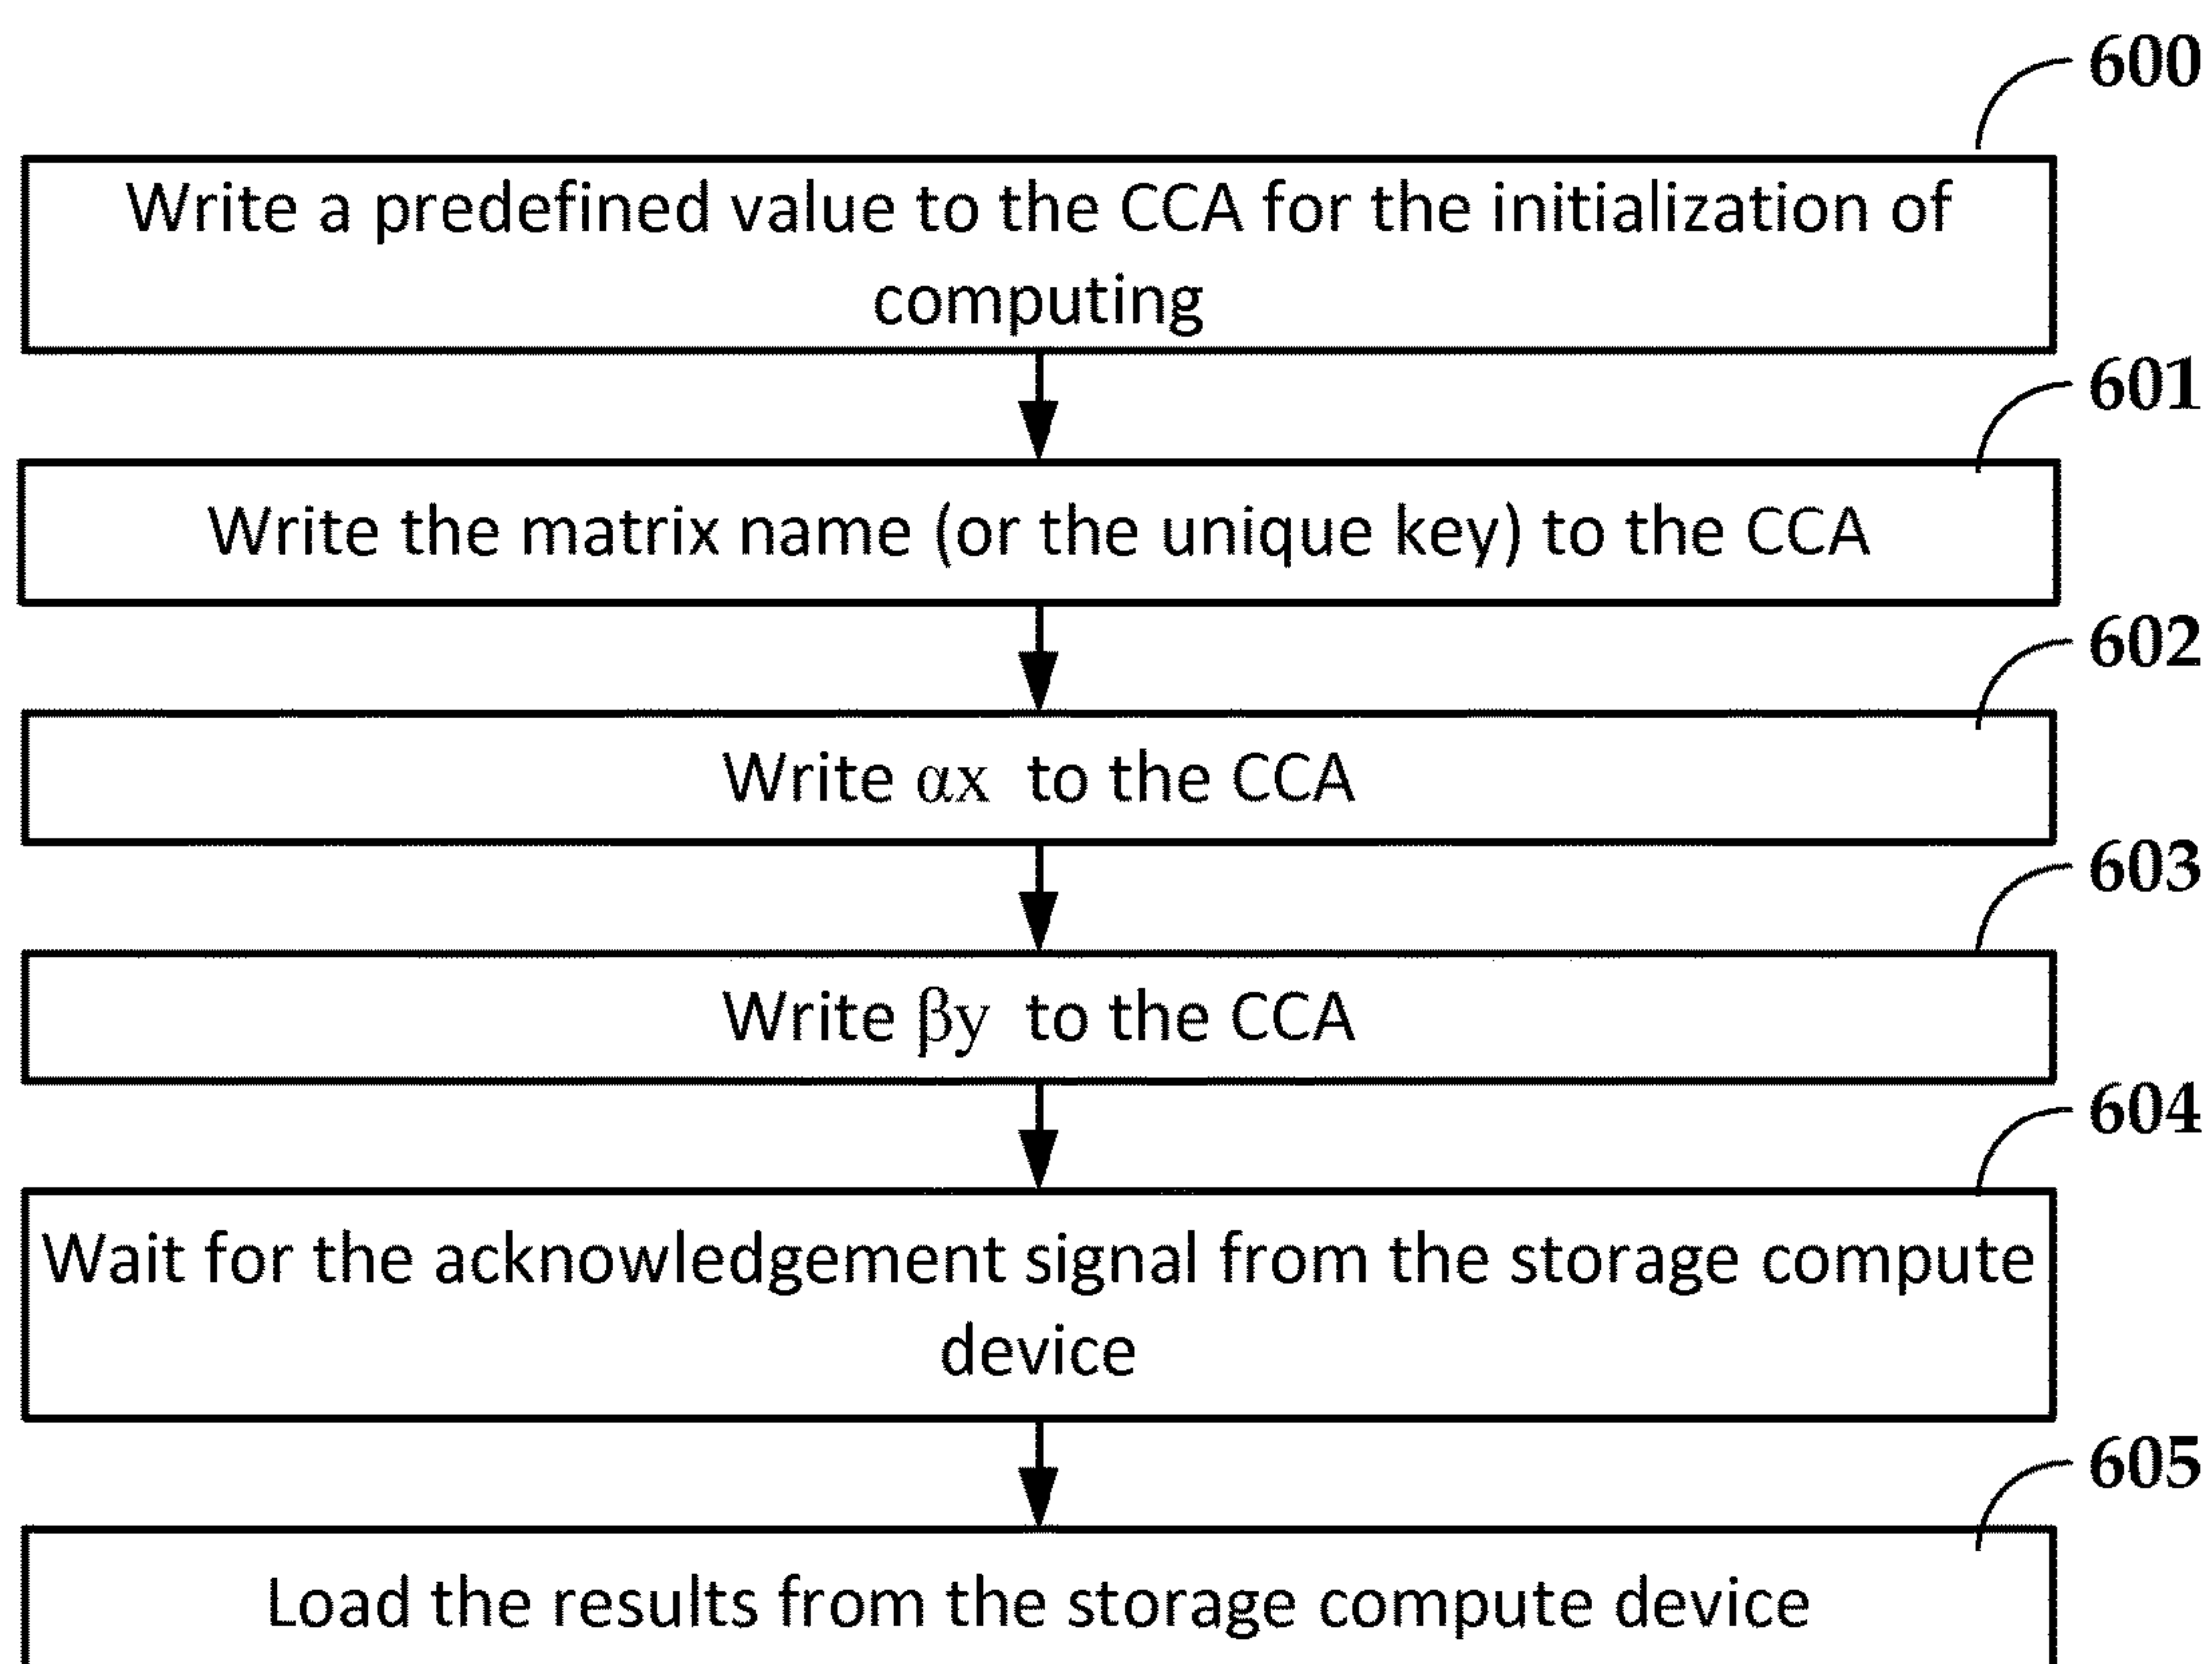 600
Write a predefined value to the CCA for the initialization of
computing
601
Write the matrix name (or the unique key) to the CCA
602
Write αx to the CCA
603
Write βy to the CCA
604
Wait for the acknowledgement signal from the storage compute
device
605
Load the results from the storage compute device